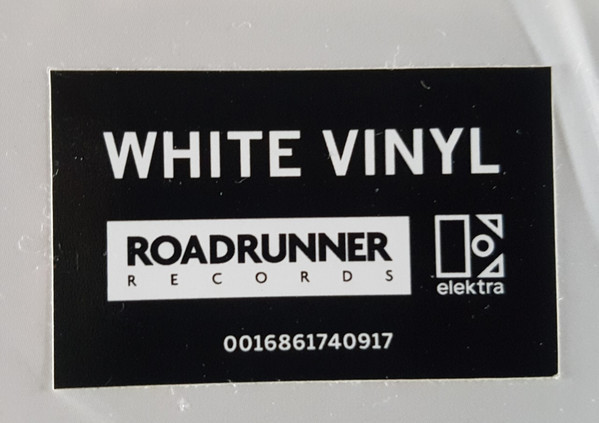 WHITE VINYL
ROADRUNNER
RECORDS
elektra
0016861740917